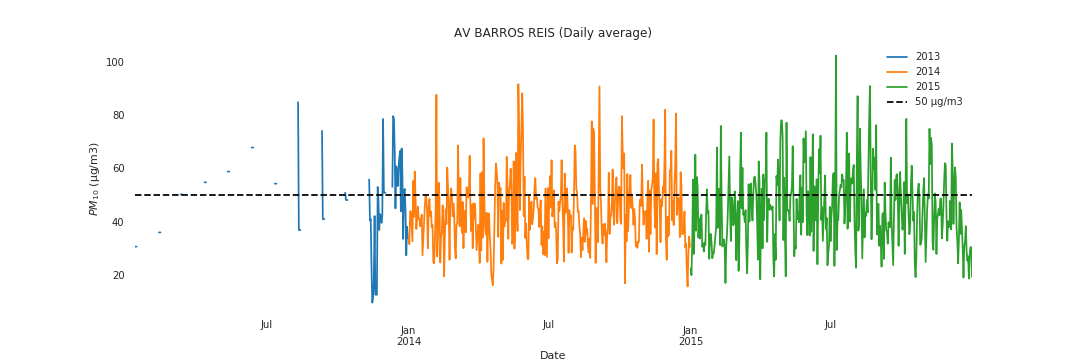 AV BARROS REIS (Daily average)
PM₁₀ (µg/m3)
100
80
60
40
20
2013
2014
2015
50 µg/m3
Jul
Jan
2014
Jul
Jan
2015
Jul
Date